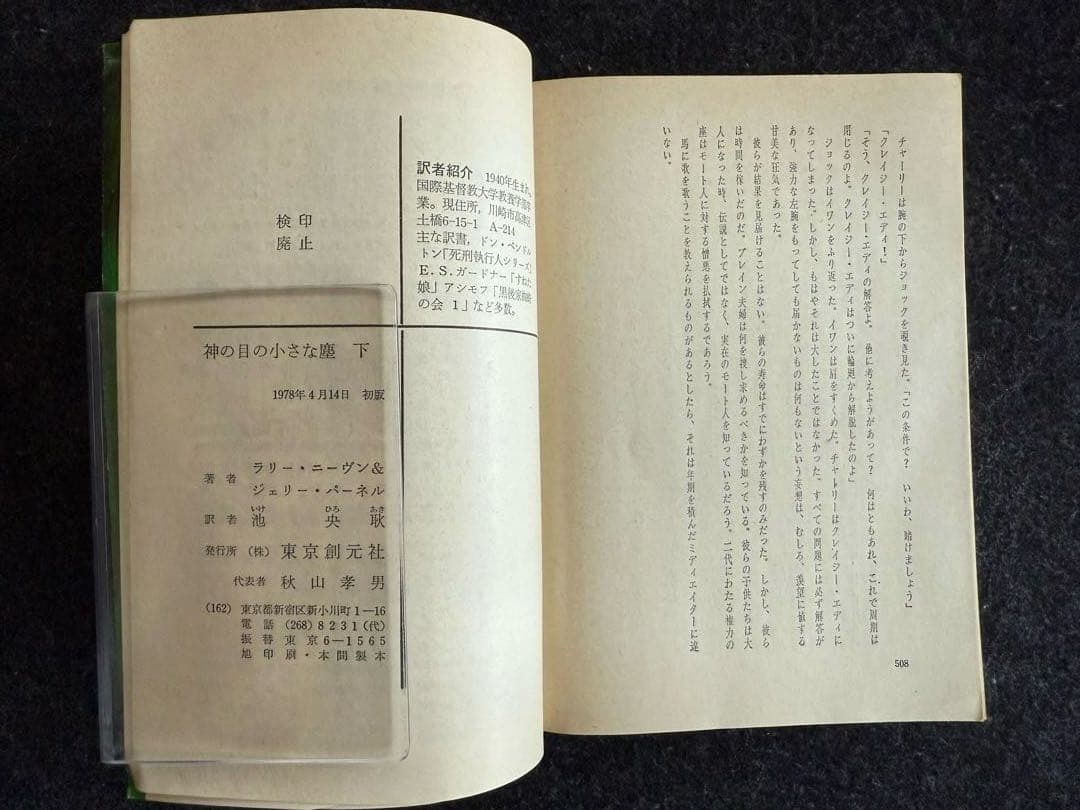 訳者紹介　1940年生まれ。
国際基督教大学教養学部卒
業。現住所，川崎市高津区
土橋6-15-1　A-214
主な訳書，ドン・ペンドル
トン「死刑執行人シリーズ」
E.S.ガードナー「すねた
娘」アシモフ「黒後家蜘蛛
の会 1」など多数。
検印
廃止
神の目の小さな塵　下
1978年4月14日　初版
著者　ラリー・ニーヴン&
ジェリー・パーネル
いけ　ひろ　あき
訳者　池　央　耿
発行所　(株)　東京創元社
代表者　秋山孝男
(162)　東京都新宿区新小川町1—16
電話　(268) 8231(代)
振替　東京6—1565
旭印刷・本間製本
チャーリーは腕の下からジョックを覗き見た。「この条件で？　いいわ、賭けましょう」
「クレイジー・エディ！」
「そう、クレイジー・エディの解答よ。他に考えようがあって？　何はともあれ、これで周期は
閉じるのよ。クレイジー・エディはついに輪廻から解脱したのよ」
ジョックはイワンをふり返った。イワンは肩をすくめた。チャーリーはクレイジー・エディに
なってしまった。しかし、もはやそれは大したことではなかった。すべての問題には必ず解答が
あり、強力な左腕をもってしても届かないものは何もないという妄想は、むしろ、羨望に値する
甘美な狂気であった。
彼らが結果を見届けることはない。彼らの寿命はすでにわずかを残すのみだった。しかし、彼ら
は時間を稼いだのだ。ブレイン夫婦は何を捜し求めるべきかを知っている。彼らの子供たちは大
人になった時、伝説としてではなく、実在のモート人を知っているだろう。二代にわたる権力の
座はモート人に対する憎悪を払拭するであろう。
馬に歌を歌うことを教えられるものがあるとしたら、それは年期を積んだミディエイターに違
いない。
508